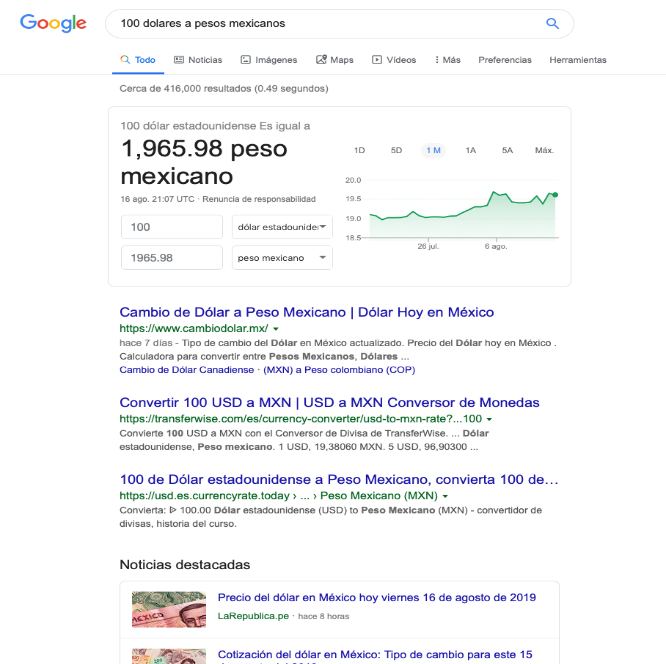 Google
100 dolares a pesos mexicanos
Todo Noticias Imágenes Maps Vídeos Más Preferencias Herramientas
Cerca de 416,000 resultados (0.49 segundos)
100 dólar estadounidense Es igual a
1,965.98 peso
mexicano
16 ago. 21:07 UTC · Renuncia de responsabilidad
100 dólar estadounider
1965.98 peso mexicano
1D 5D 1 M 1A 5A Máx.
20.0
19.5
19.0
18.5
26 jul. 6 ago.
Cambio de Dólar a Peso Mexicano | Dólar Hoy en México
https://www.cambiodolar.mx/
hace 7 días - Tipo de cambio del Dólar en México actualizado. Precio del Dólar hoy en México .
Calculadora para convertir entre Pesos Mexicanos, Dólares ...
Cambio de Dólar Canadiense · (MXN) a Peso colombiano (COP)
Convertir 100 USD a MXN | USD a MXN Conversor de Monedas
https://transferwise.com/es/currency-converter/usd-to-mxn-rate?...100
Convierte 100 USD a MXN con el Conversor de Divisa de TransferWise. ... Dólar
estadounidense, Peso mexicano. 1 USD, 19,38060 MXN. 5 USD, 96,90300 ...
100 de Dólar estadounidense a Peso Mexicano, convierta 100 de...
https://usd.es.currencyrate.today › ... › Peso Mexicano (MXN)
Convierta: ᐈ 100.00 Dólar estadounidense (USD) to Peso Mexicano (MXN) - convertidor de
divisas, historia del curso.
Noticias destacadas
Precio del dólar en México hoy viernes 16 de agosto de 2019
LaRepublica.pe · hace 8 horas
Cotización del dólar en México: Tipo de cambio para este 15